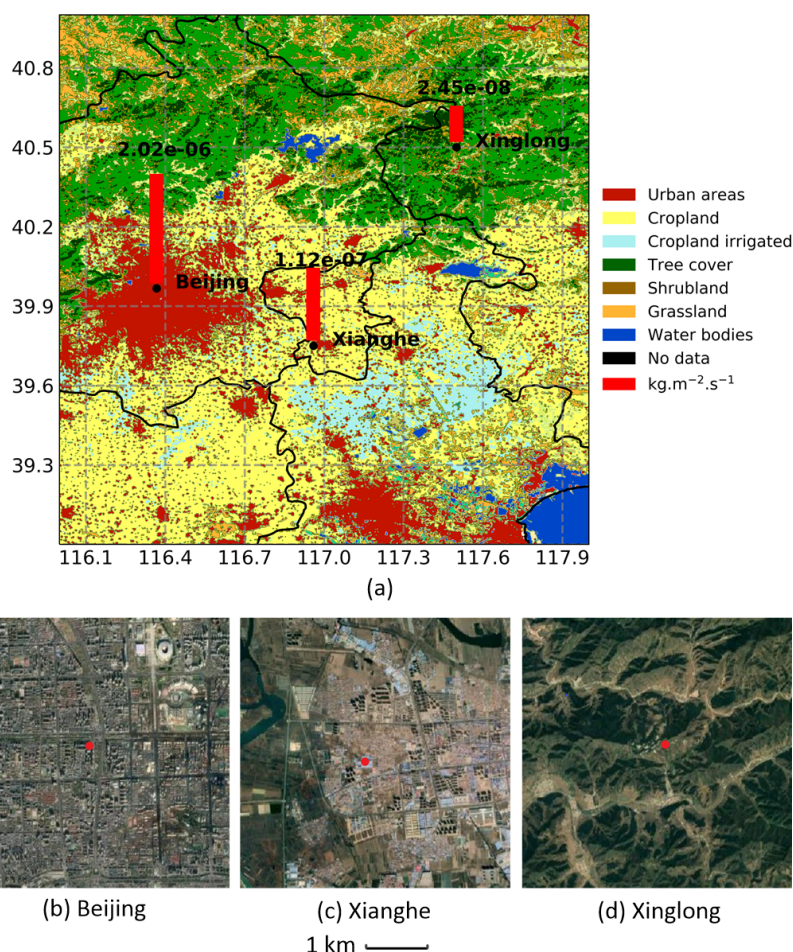 40.8
40.5
40.2
39.9
39.6
39.3
2.45e-08
Xinglong
2.02e-06
1.12e-07
Beijing
Xianghe
116.1 116.4 116.7 117.0 117.3 117.6 117.9
Urban areas
Cropland
Cropland irrigated
Tree cover
Shrubland
Grassland
Water bodies
No data
kg.m⁻².s⁻¹
(a)
(b) Beijing
(c) Xianghe
(d) Xinglong
1 km